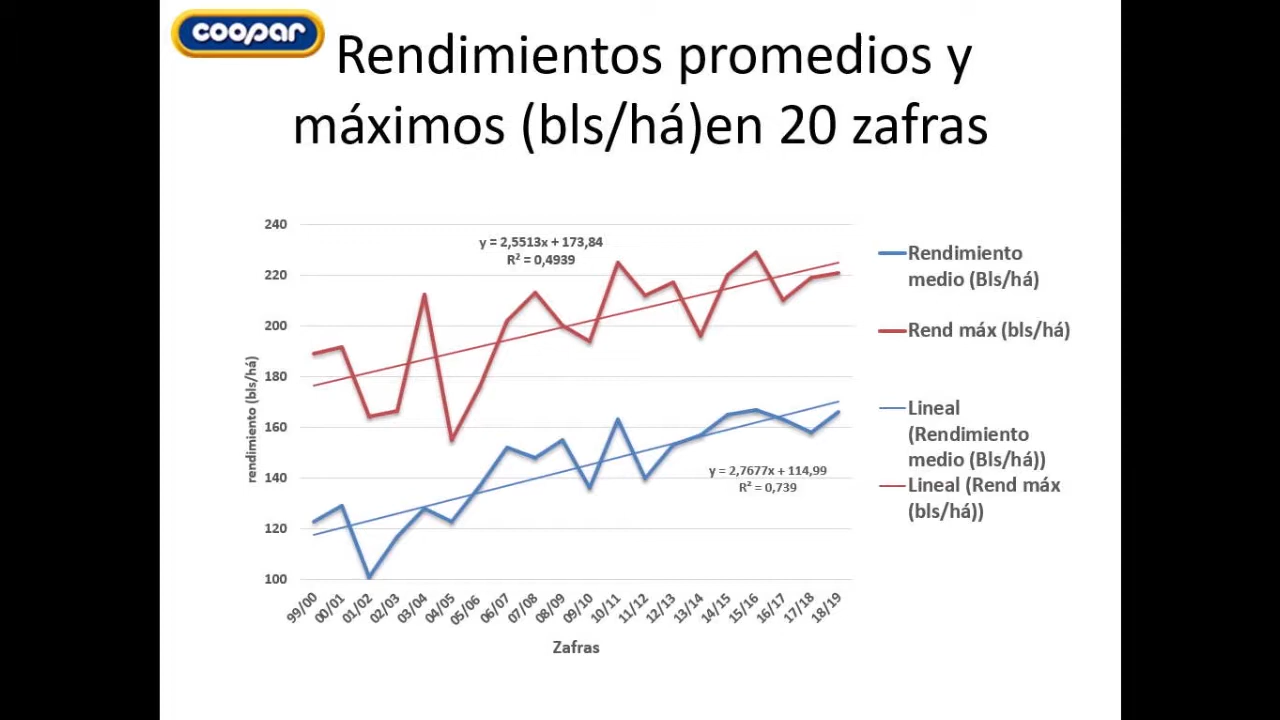 coopar
Rendimientos promedios y
máximos (bls/há)en 20 zafras
240
220
200
180
160
140
120
100
rendimiento (bls/há)
y = 2,5513x + 173,84
R² = 0,4939
y = 2,7677x + 114,99
R² = 0,739
99/00
00/01
01/02
02/03
03/04
04/05
05/06
06/07
07/08
08/09
09/10
10/11
11/12
12/13
13/14
14/15
15/16
16/17
17/18
18/19
Zafras
Rendimiento
medio (Bls/há)
Rend máx (bls/há)
Lineal
(Rendimiento
medio (Bls/há))
Lineal (Rend máx
(bls/há))